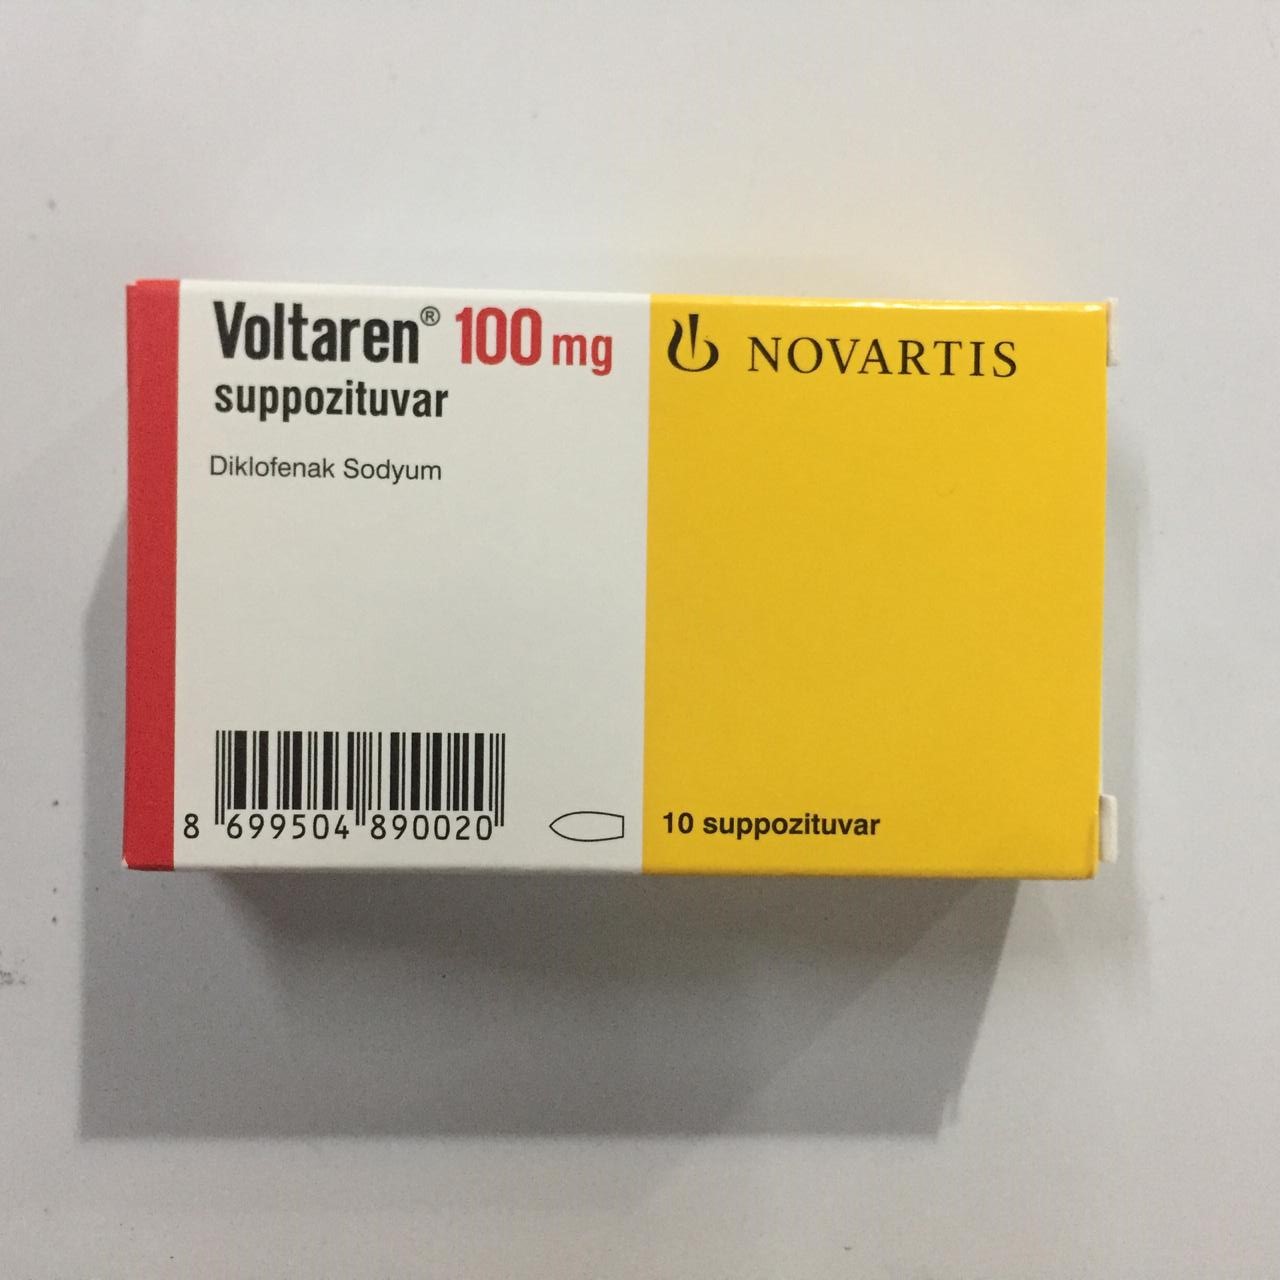 Voltaren® 100 mg
suppozituvar
Diklofenak Sodyum
8 699504 890020
NOVARTIS
10 suppozituvar